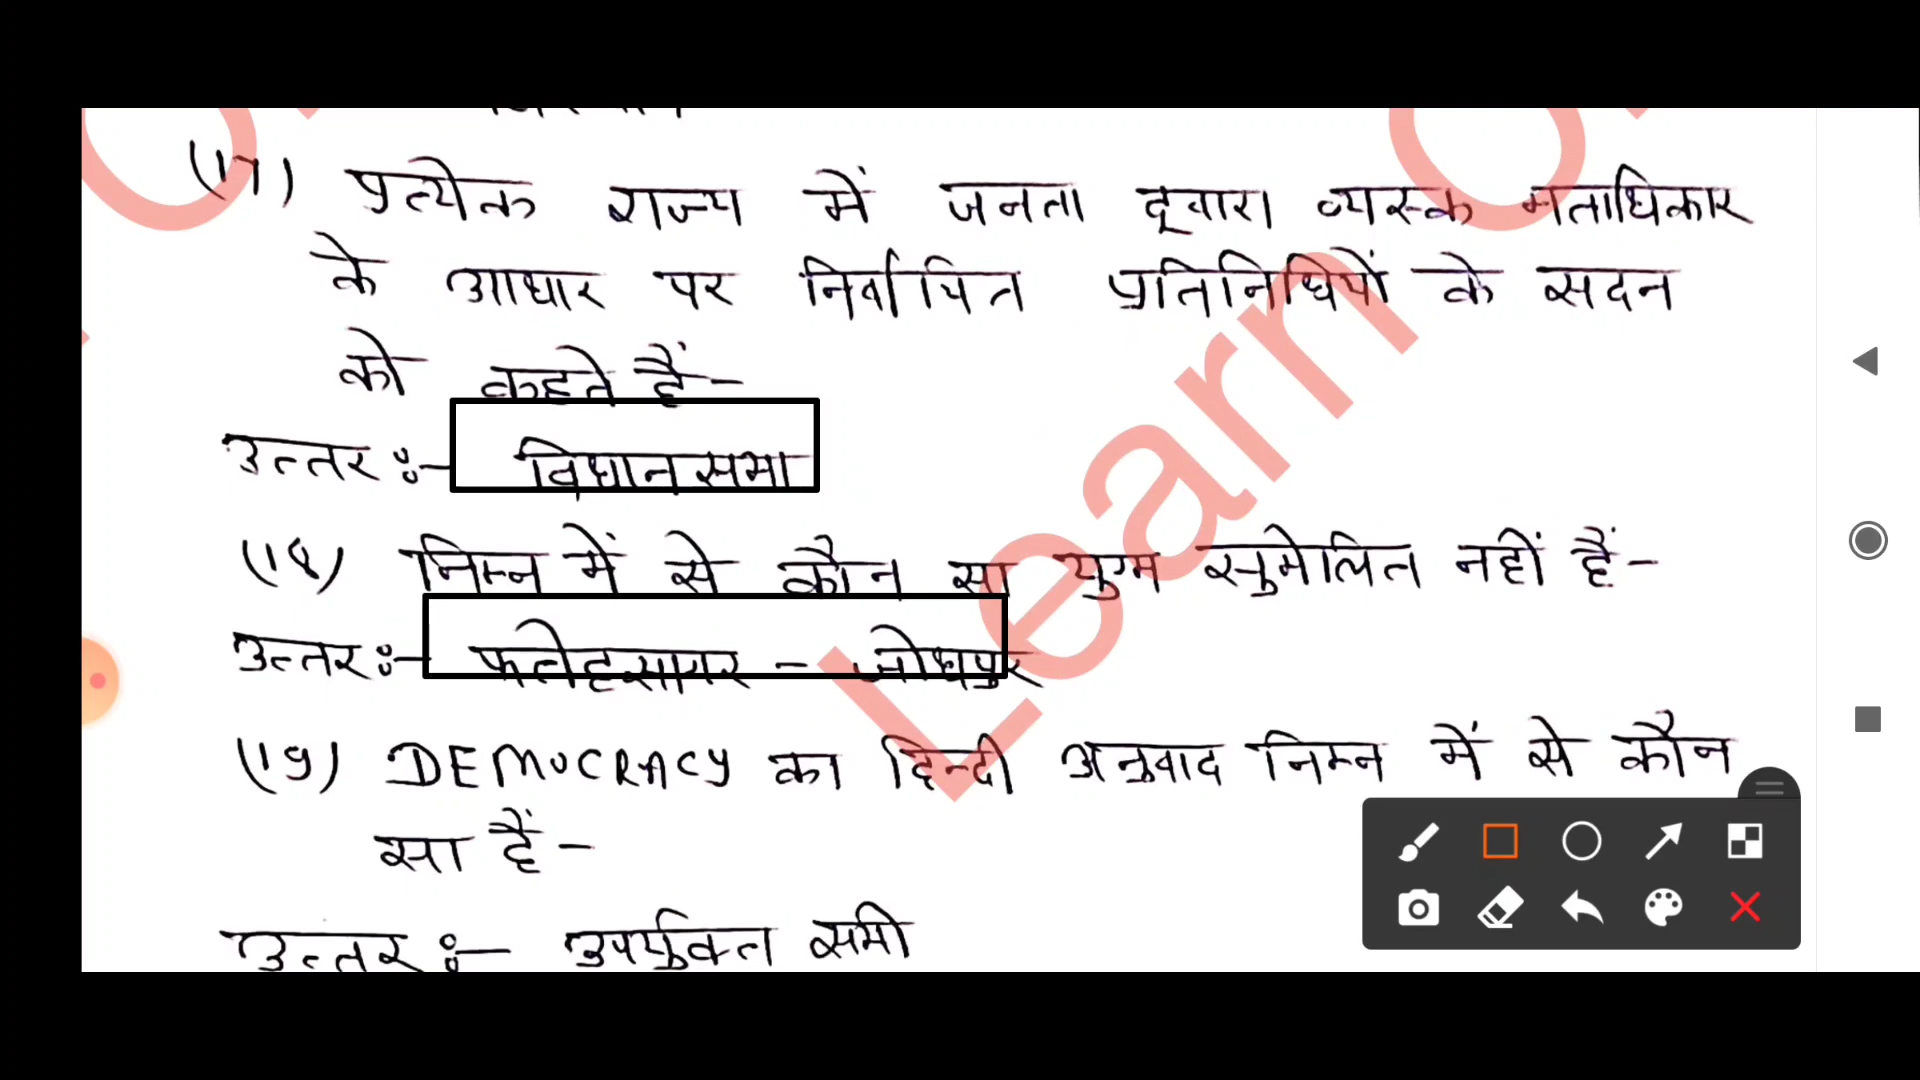 (17) प्रत्येक राज्य में जनता द्वारा व्यस्क मताधिकार
के आधार पर निर्वाचित प्रतिनिधियों के सदन
को कहते हैं-
उत्तर :- विधानसभा
(18) निम्न में से कौन सा युग्म सुमेलित नहीं हैं-
उत्तर :- फतेहसागर - जोधपुर
(19) DEMOCRACY का हिन्दी अनुवाद निम्न में से कौन
सा हैं-
उत्तर :- उपर्युक्त सभी
Learn